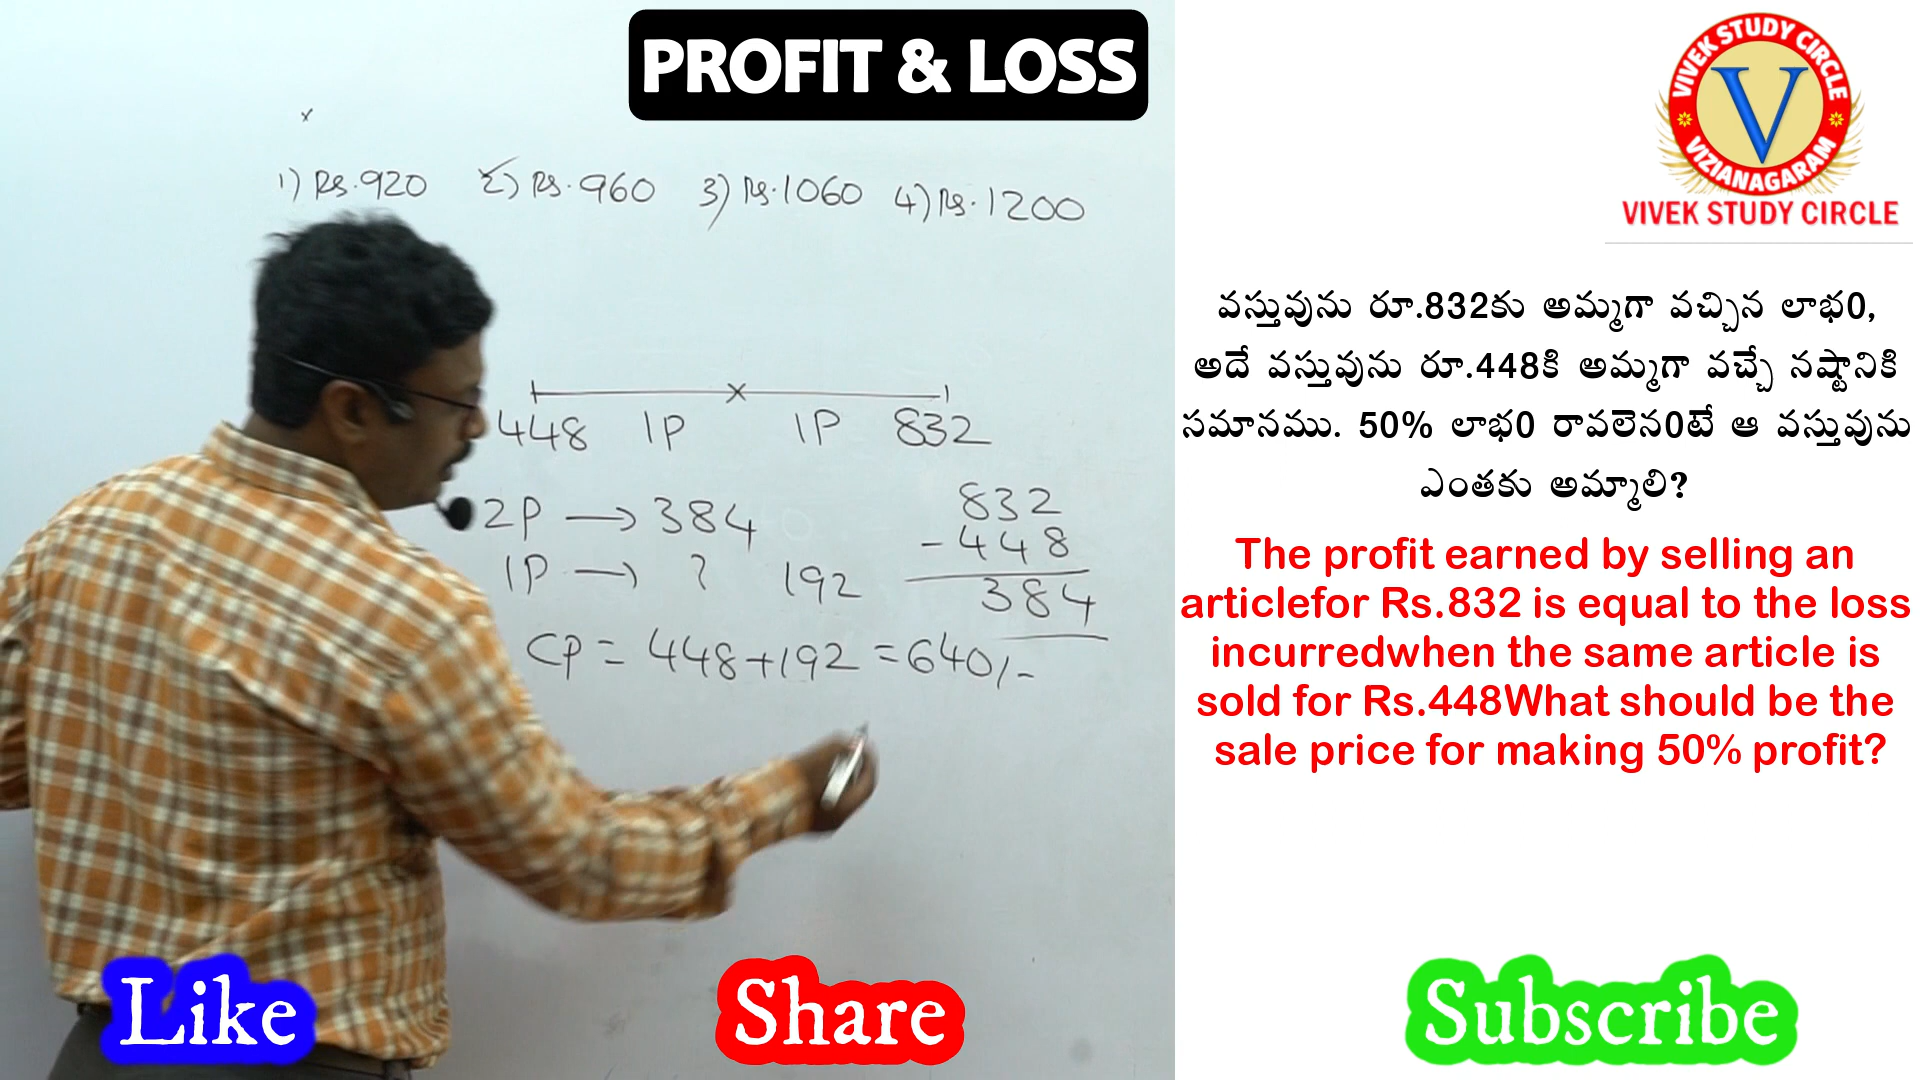 PROFIT & LOSS
1) Rs.920 2) Rs.960 3) Rs.1060 4) Rs.1200
448 1P 1P 832
2P → 384
1P → ? 192
832
-448
384
CP = 448+192 = 640/-
VIVEK STUDY CIRCLE
V
VIZIANAGARAM
VIVEK STUDY CIRCLE
వస్తువును రూ.832కు అమ్మగా వచ్చిన లాభ0,
అదే వస్తువును రూ.448కి అమ్మగా వచ్చే నష్టానికి
సమానము. 50% లాభ0 రావలెన0టే ఆ వస్తువును
ఎంతకు అమ్మాలి?
The profit earned by selling an
articlefor Rs.832 is equal to the loss
incurredwhen the same article is
sold for Rs.448What should be the
sale price for making 50% profit?
Like
Share
Subscribe